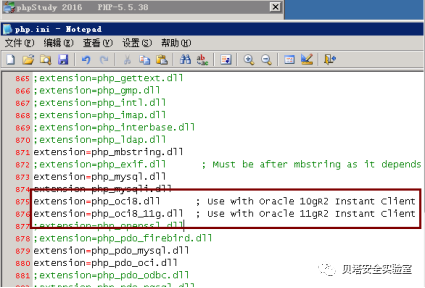 phpStudy 2016 PHP-5.5.38
php.ini - Notepad
文件(F) 编辑(E) 查看(V) 设置(S) 帮助(H)
865 ;extension=php_gettext.dll
866 ;extension=php_gmp.dll
867 ;extension=php_intl.dll
868 ;extension=php_imap.dll
869 ;extension=php_interbase.dll
870 ;extension=php_ldap.dll
871 extension=php_mbstring.dll
872 ;extension=php_exif.dll ; Must be after mbstring as it depends
873 extension=php_mysql.dll
874 extension=php_mysqli.dll
875 extension=php_oci8.dll ; Use with Oracle 10gR2 Instant Client
876 extension=php_oci8_11g.dll ; Use with Oracle 11gR2 Instant Client
877 ;extension=php_openssl.dll
878 ;extension=php_pdo_firebird.dll
879 extension=php_pdo_mysql.dll
880 extension=php_pdo_oci.dll
881 ;extension=php_pdo_odbc.dll
882 ;extension=php_pdo_pgsql.dll
贝塔安全实验室